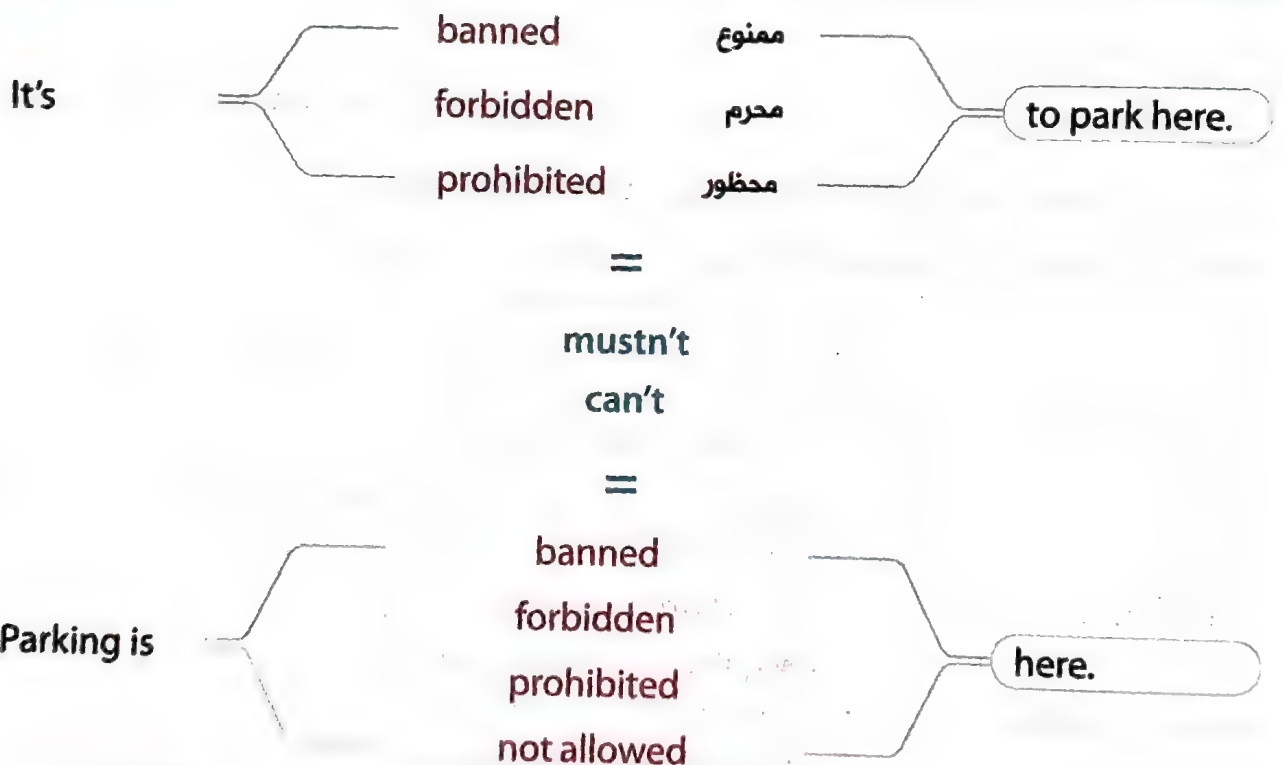 banned ممنوع
It's forbidden محرم to park here.
prohibited محظور
=
mustn't
can't
=
banned
forbidden
Parking is here.
prohibited
not allowed